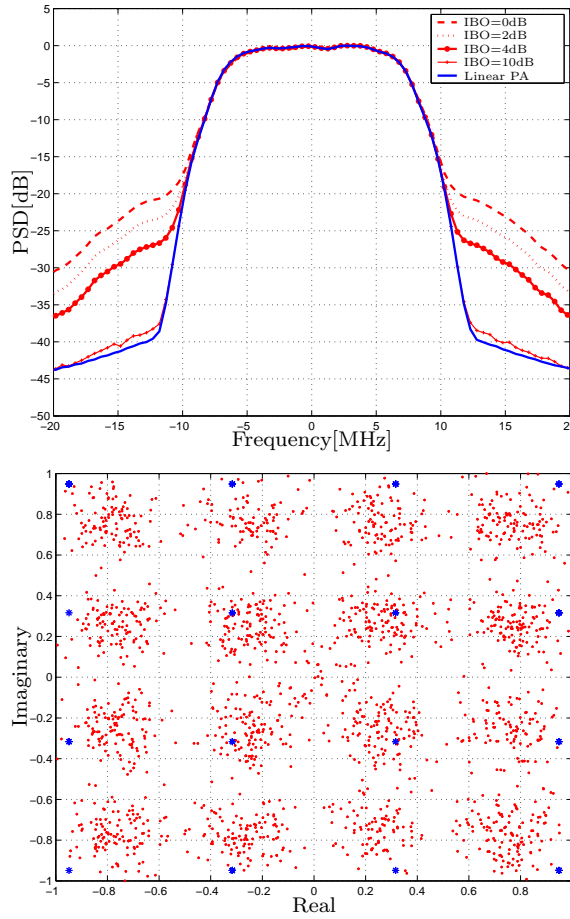 IBO=0dB
IBO=2dB
IBO=4dB
IBO=10dB
Linear PA
5
0
−5
−10
−15
−20
−25
−30
−35
−40
−45
−50
PSD[dB]
−20 −15 −10 −5 0 5 10 15 20
Frequency[MHz]
1
0.8
0.6
0.4
0.2
0
−0.2
−0.4
−0.6
−0.8
−1
Imaginary
−1 −0.8 −0.6 −0.4 −0.2 0 0.2 0.4 0.6 0.8
Real